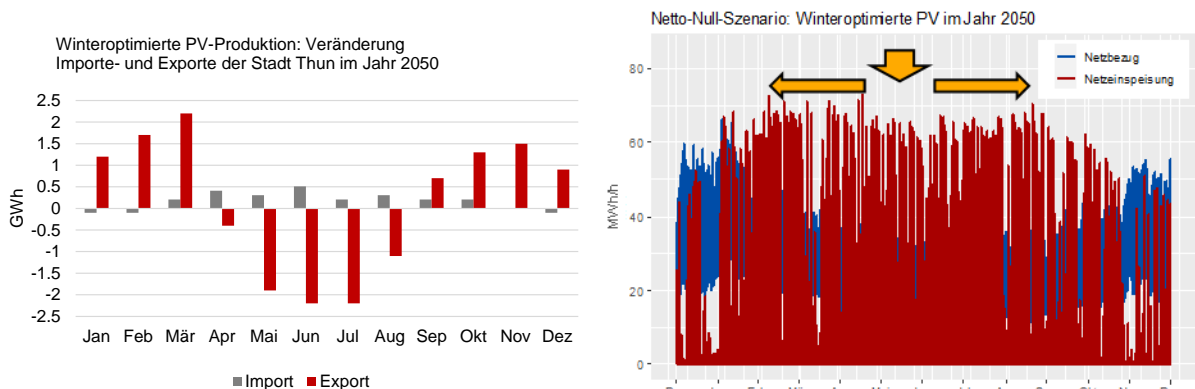 Winteroptimierte PV-Produktion: Veränderung
Importe- und Exporte der Stadt Thun im Jahr 2050
GWh
2.5
2
1.5
1
0.5
0
-0.5
-1
-1.5
-2
-2.5
Jan Feb Mär Apr Mai Jun Jul Aug Sep Okt Nov Dez
Import Export
Netto-Null-Szenario: Winteroptimierte PV im Jahr 2050
Netzbezug
Netzeinspeisung
MWh/h
80
60
40
20
0